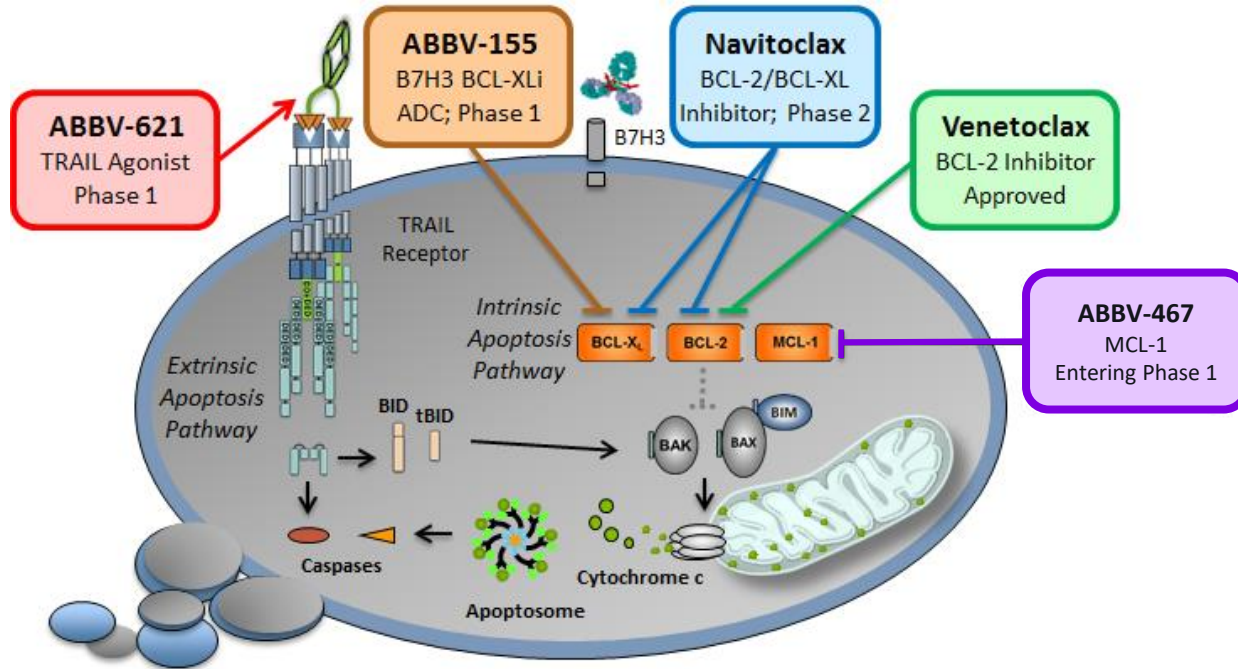 ABBV-621
TRAIL Agonist
Phase 1
ABBV-155
B7H3 BCL-XLi
ADC; Phase 1
B7H3
Navitoclax
BCL-2/BCL-XL
Inhibitor; Phase 2
Venetoclax
BCL-2 Inhibitor
Approved
ABBV-467
MCL-1
Entering Phase 1
TRAIL
Receptor
Intrinsic
Apoptosis
Pathway
BCL-XL
BCL-2
MCL-1
Extrinsic
Apoptosis
Pathway
BID
tBID
BAK
BAX
BIM
Caspases
Apoptosome
Cytochrome c